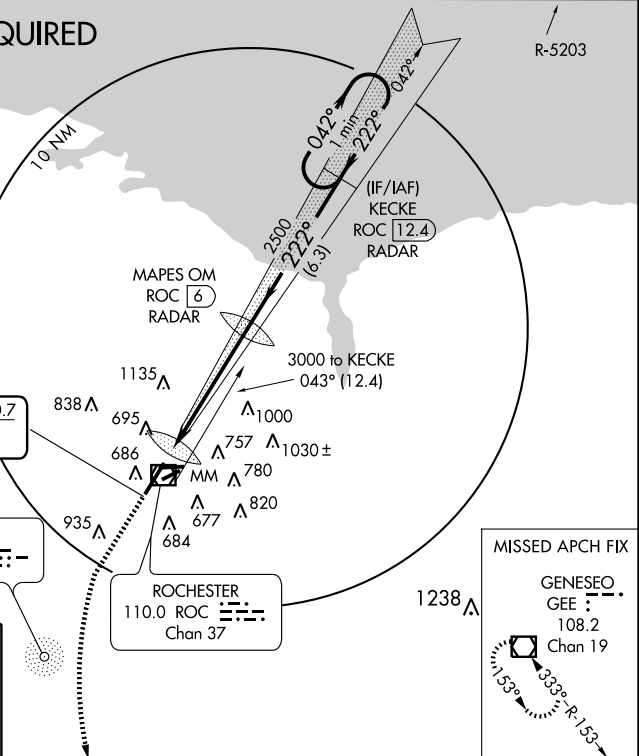 QUIRED
R-5203
10 NM
042°
042°
1 min
222°
(IF/IAF)
KECKE
ROC 12.4
RADAR
2500
222°
(6.3)
MAPES OM
ROC 6
RADAR
3000 to KECKE
043° (12.4)
1135
838
695
1000
757
1030±
686
MM
780
820
677
935
684
ROCHESTER
110.0 ROC
Chan 37
1238
MISSED APCH FIX
GENESEO
GEE
108.2
Chan 19
153°
333°
R-153